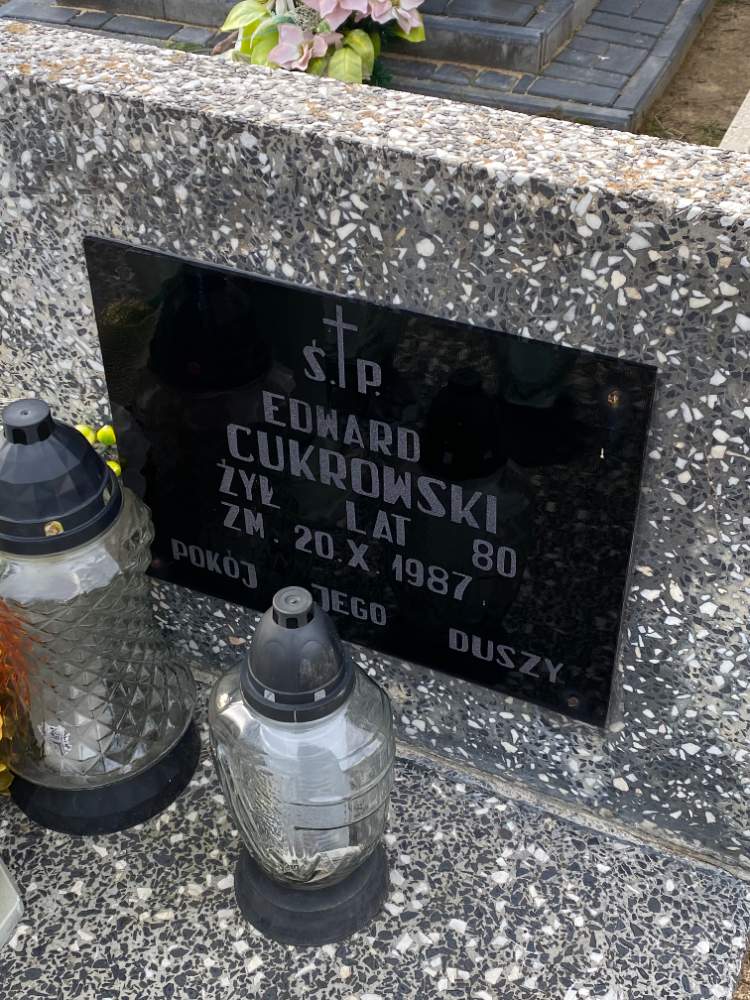 Ś. P.
EDWARD
CUKROWSKI
ŻYŁ LAT 80
ZM. 20.X.1987
POKÓJ JEGO DUSZY